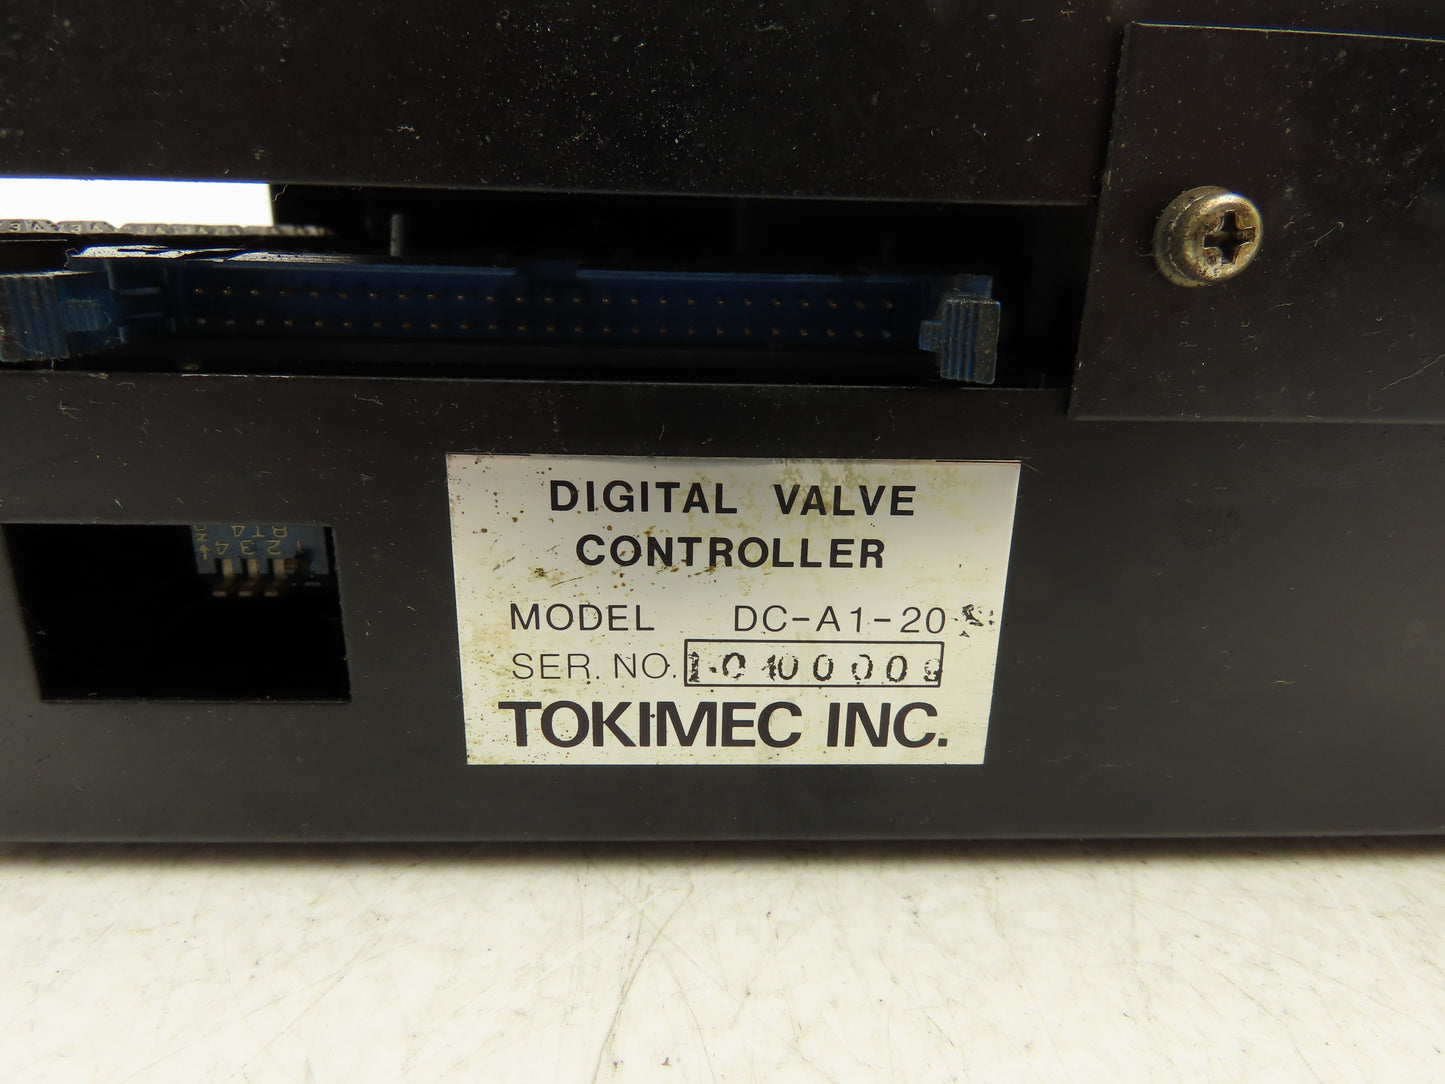 DIGITAL VALVE
CONTROLLER
MODEL DC-A1-20
SER. NO.
TOKIMEC INC.